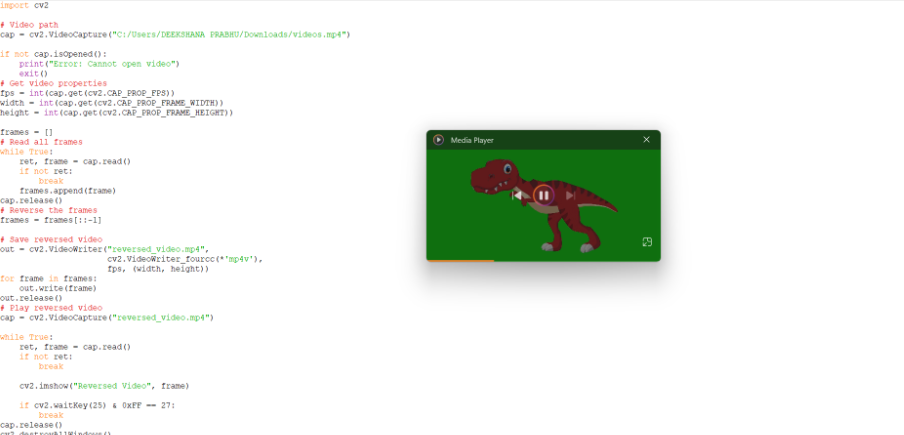 import cv2
# Video path
cap = cv2.VideoCapture("C:/Users/DEEKSHANA PRABHU/Downloads/videos.mp4")
if not cap.isOpened():
    print("Error: Cannot open video")
    exit()
# Get video properties
fps = int(cap.get(cv2.CAP_PROP_FPS))
width = int(cap.get(cv2.CAP_PROP_FRAME_WIDTH))
height = int(cap.get(cv2.CAP_PROP_FRAME_HEIGHT))
frames = []
# Read all frames
while True:
    ret, frame = cap.read()
    if not ret:
        break
    frames.append(frame)
cap.release()
# Reverse the frames
frames = frames[::-1]
# Save reversed video
out = cv2.VideoWriter("reversed_video.mp4",
                      cv2.VideoWriter_fourcc(*'mp4v'),
                      fps, (width, height))
for frame in frames:
    out.write(frame)
out.release()
# Play reversed video
cap = cv2.VideoCapture("reversed_video.mp4")
while True:
    ret, frame = cap.read()
    if not ret:
        break
    cv2.imshow("Reversed Video", frame)
    if cv2.waitKey(25) & 0xFF == 27:
        break
cap.release()
cv2.destroyAllWindows()
Media Player